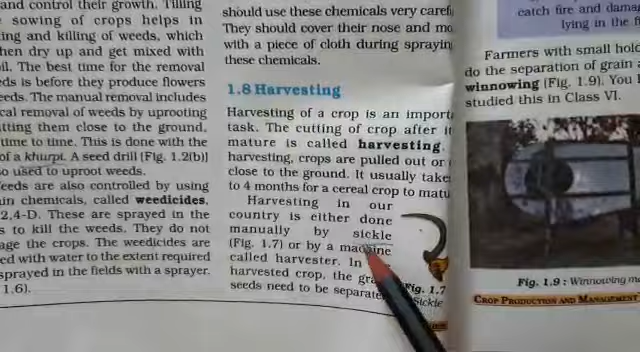 and control their growth. Tilling
sowing of crops helps in
ting and killing of weeds, which
hen dry up and get mixed with
il. The best time for the removal
eds is before they produce flowers
eeds. The manual removal includes
cal removal of weeds by uprooting
tting them close to the ground,
time to time. This is done with the
of a khurpi. A seed drill [Fig. 1.2(b)]
so used to uproot weeds.
eeds are also controlled by using
in chemicals, called weedicides,
2,4-D. These are sprayed in the
s to kill the weeds. They do not
age the crops. The weedicides are
ed with water to the extent required
sprayed in the fields with a sprayer.
1.6).
should use these chemicals very caref
They should cover their nose and mo
with a piece of cloth during sprayin
these chemicals.
1.8 Harvesting
Harvesting of a crop is an import
task. The cutting of crop after it
mature is called harvesting.
harvesting, crops are pulled out or
close to the ground. It usually take
to 4 months for a cereal crop to matu
Harvesting in our
country is either done
manually by sickle
(Fig. 1.7) or by a machine
called harvester. In
harvested crop, the gra
seeds need to be separate
Fig. 1.7
Sickle
catch fire and damag
lying in the fi
Farmers with small hold
do the separation of grain
winnowing (Fig. 1.9). You
studied this in Class VI.
Fig. 1.9 : Winnowing ma
CROP PRODUCTION AND MANAGEMENT